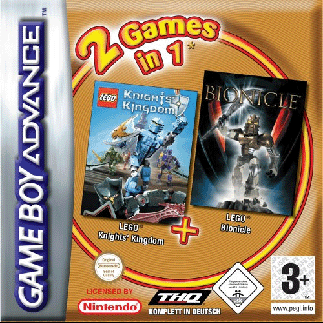 GAME BOY ADVANCE
TM
2 Games
in 1*
LEGO
KNIGHTS'
KINGDOM
BIONICLE
LEGO
Knights' Kingdom
+
LEGO
Bionicle
LICENSED BY
Nintendo
THQ
KOMPLETT IN DEUTSCH
3+
www.pegi.info